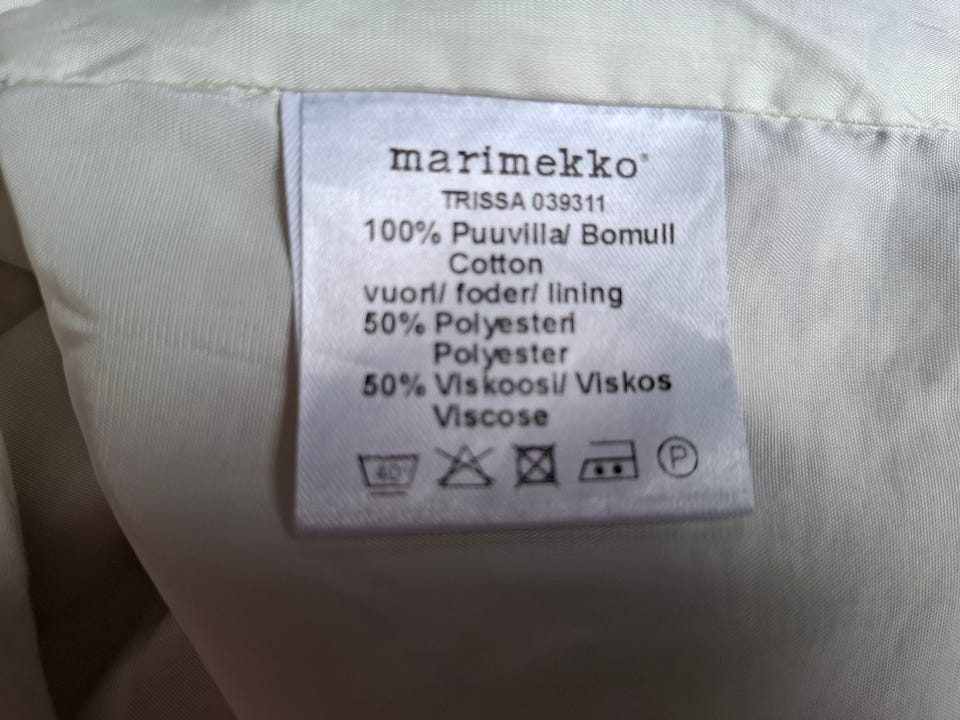 marimekko®
TRISSA 039311
100% Puuvilla/ Bomull
Cotton
vuori/ foder/ lining
50% Polyesteri
Polyester
50% Viskoosi/ Viskos
Viscose
40° P